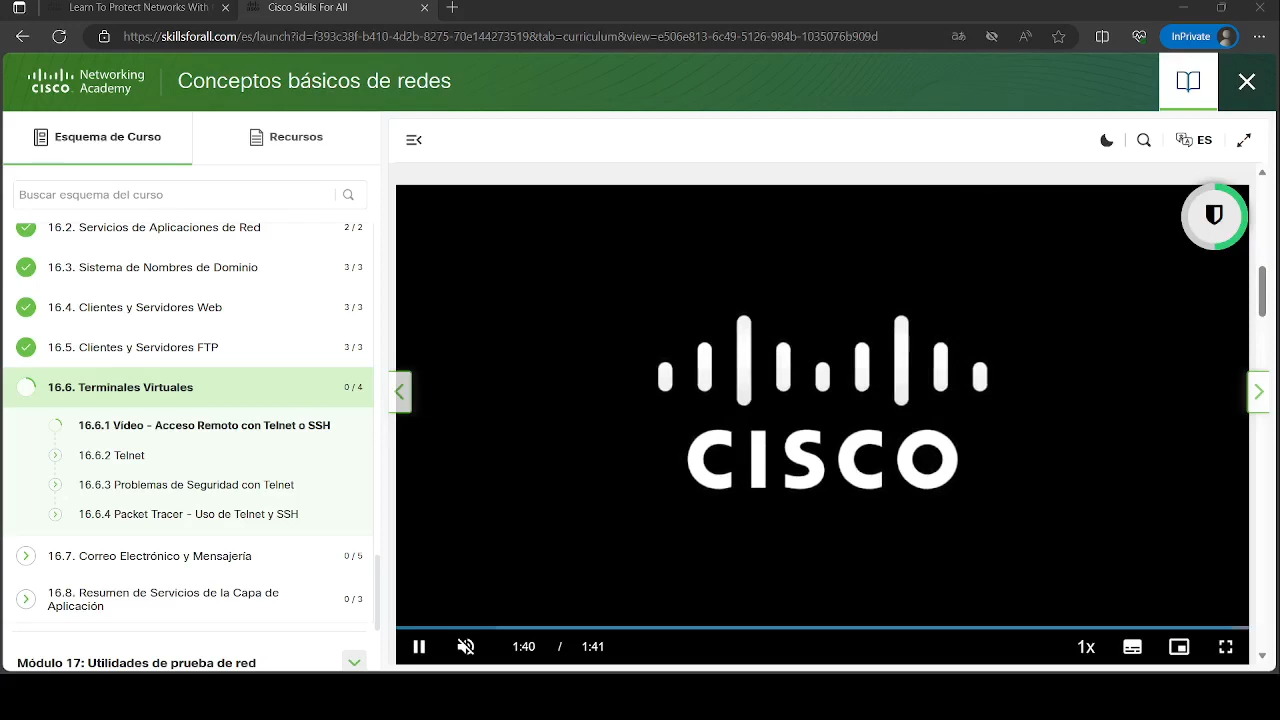 Learn To Protect Networks With
Cisco Skills For All
https://skillsforall.com/es/launch?id=f393c38f-b410-4d2b-8275-70e144273519&tab=curriculum&view=e506e813-6c49-5126-984b-1035076b909d
InPrivate
CISCO
Networking
Academy
Conceptos básicos de redes
Esquema de Curso
Recursos
ES
Buscar esquema del curso
16.2. Servicios de Aplicaciones de Red 2 / 2
16.3. Sistema de Nombres de Dominio 3 / 3
16.4. Clientes y Servidores Web 3 / 3
16.5. Clientes y Servidores FTP 3 / 3
16.6. Terminales Virtuales 0 / 4
16.6.1 Vídeo - Acceso Remoto con Telnet o SSH
16.6.2 Telnet
16.6.3 Problemas de Seguridad con Telnet
16.6.4 Packet Tracer - Uso de Telnet y SSH
16.7. Correo Electrónico y Mensajería 0 / 5
16.8. Resumen de Servicios de la Capa de
Aplicación 0 / 3
Módulo 17: Utilidades de prueba de red
CISCO
1:40 / 1:41
1x